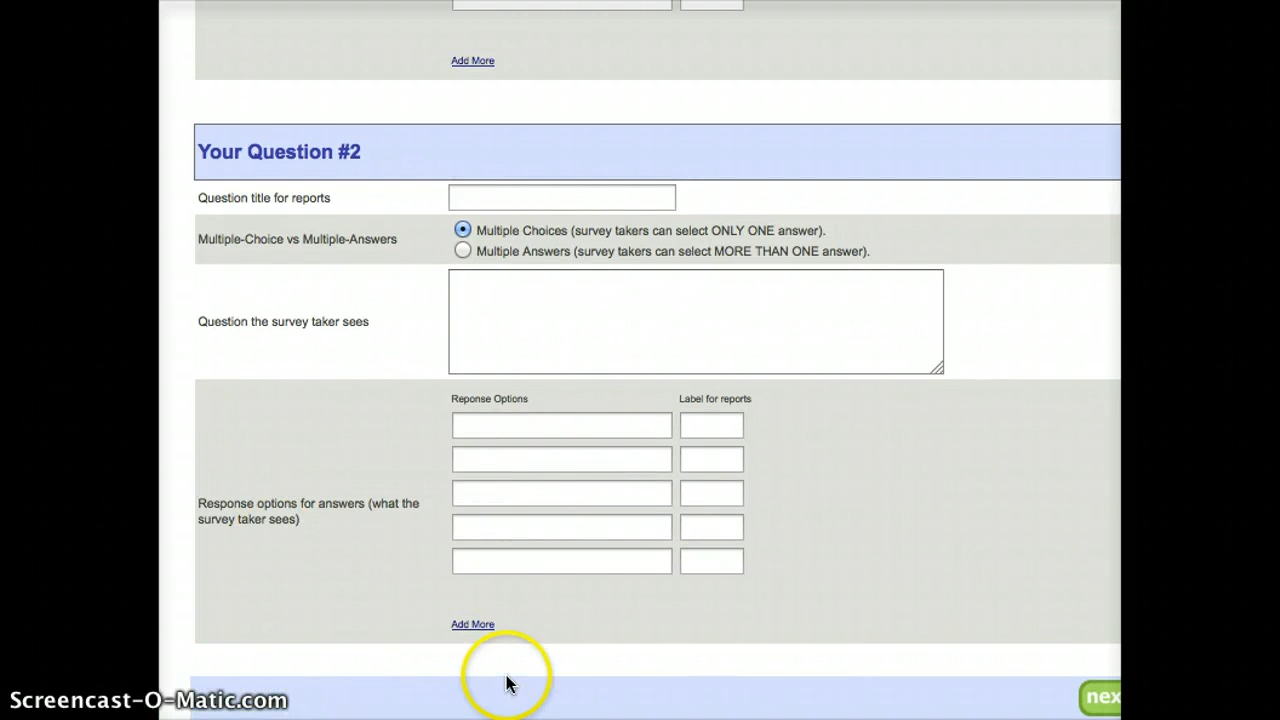 Add More
Your Question #2
Question title for reports
Multiple-Choice vs Multiple-Answers
Multiple Choices (survey takers can select ONLY ONE answer).
Multiple Answers (survey takers can select MORE THAN ONE answer).
Question the survey taker sees
Reponse Options
Label for reports
Response options for answers (what the
survey taker sees)
Add More
nex
Screencast-O-Matic.com